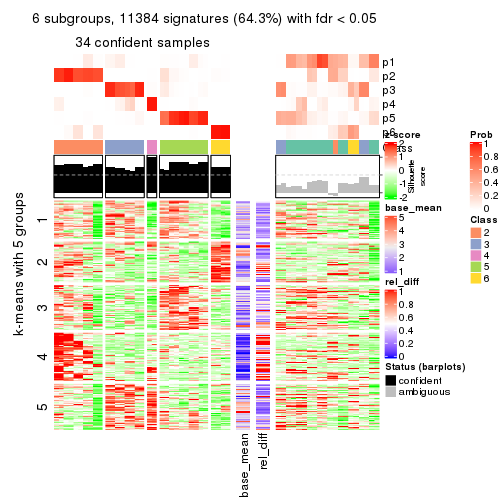 6 subgroups, 11384 signatures (64.3%) with fdr < 0.05
34 confident samples
p1
p2
p3
p4
p5
p6
z-score
2
1
0
-1
-2
Class
Silhouette
score
base_mean
5
4
3
2
1
rel_diff
1
0.8
0.6
0.4
0.2
0
Status (barplots)
confident
ambiguous
Prob
1
0.8
0.6
0.4
0.2
0
Class
2
3
4
5
6
k-means with 5 groups
1
2
3
4
5
base_mean
rel_diff